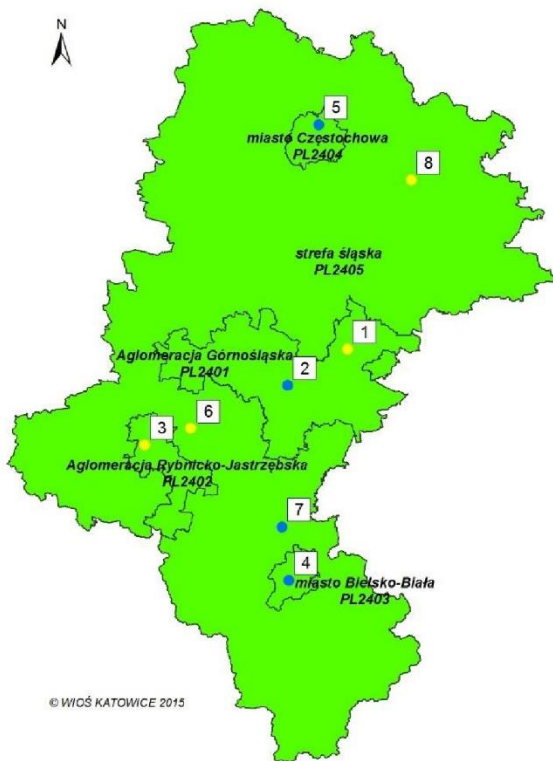 N
5
miasto Częstochowa
PL2404
8
strefa śląska
PL2405
1
Aglomeracja Górnośląska
PL2401
2
6
3
Aglomeracja Rybnicko-Jastrzębska
PL2402
7
4
miasto Bielsko-Biała
PL2403
© WIOŚ KATOWICE 2015